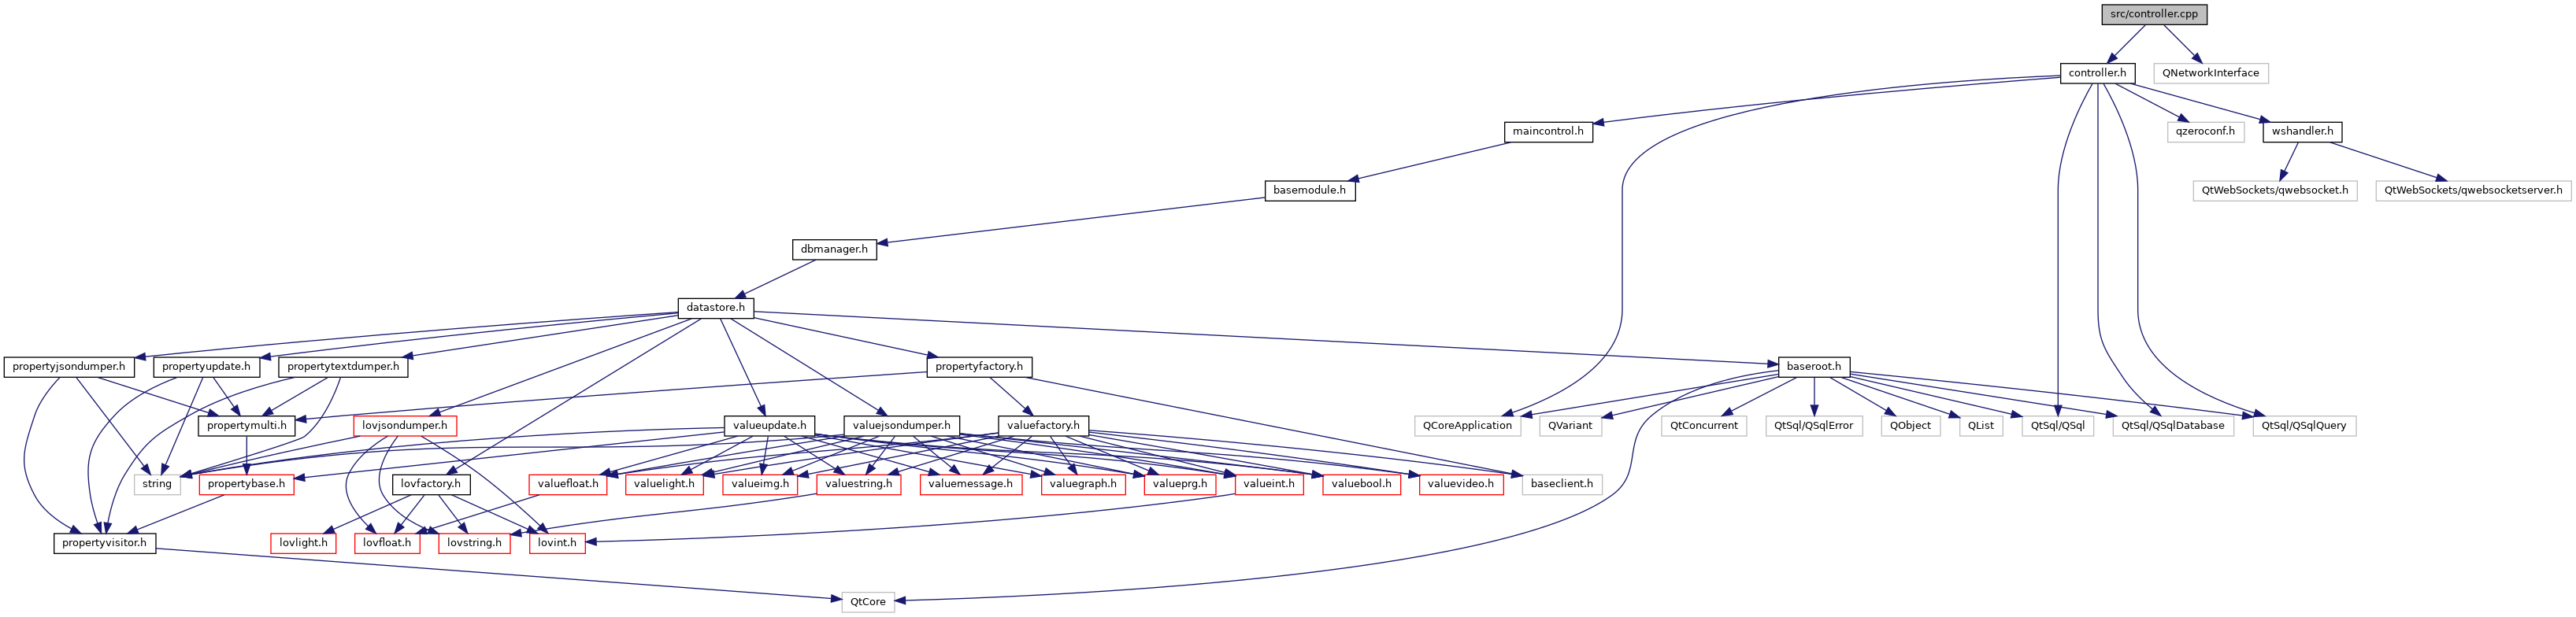 src/controller.cpp
controller.h
QNetworkInterface
maincontrol.h
qzeroconf.h
wshandler.h
basemodule.h
QtWebSockets/qwebsocket.h
QtWebSockets/qwebsocketserver.h
dbmanager.h
datastore.h
propertyjsondumper.h
propertyupdate.h
propertytextdumper.h
propertyfactory.h
baseroot.h
propertymulti.h
lovjsondumper.h
valueupdate.h
valuejsondumper.h
valuefactory.h
QCoreApplication
QVariant
QtConcurrent
QtSql/QSqlError
QObject
QList
QtSql/QSql
QtSql/QSqlDatabase
QtSql/QSqlQuery
string
propertybase.h
lovfactory.h
valuefloat.h
valuelight.h
valueimg.h
valuestring.h
valuemessage.h
valuegraph.h
valueprg.h
valueint.h
valuebool.h
valuevideo.h
baseclient.h
propertyvisitor.h
lovlight.h
lovfloat.h
lovstring.h
lovint.h
QtCore